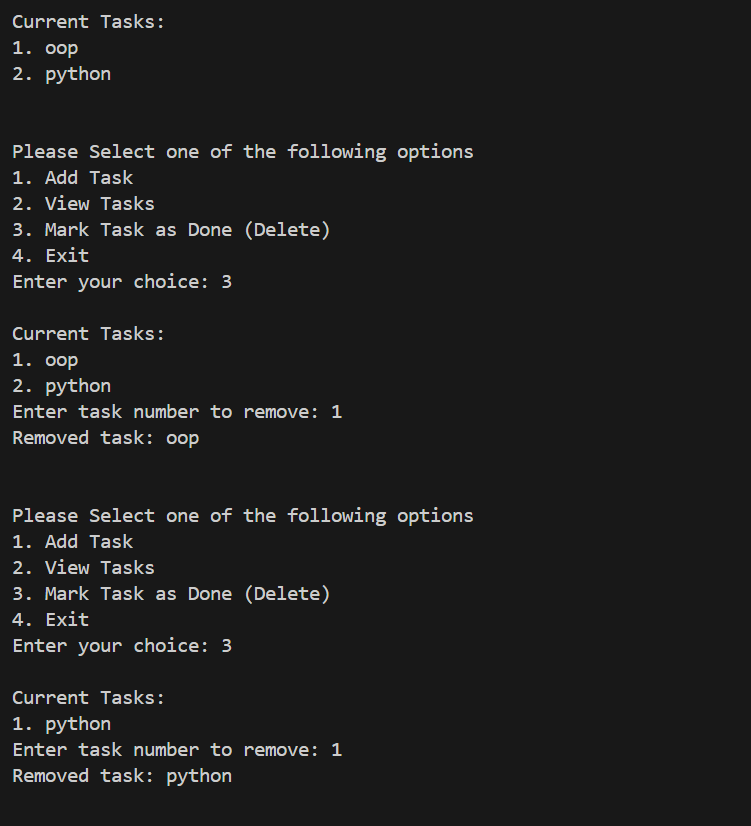 Current Tasks:
1. oop
2. python
Please Select one of the following options
1. Add Task
2. View Tasks
3. Mark Task as Done (Delete)
4. Exit
Enter your choice: 3
Current Tasks:
1. oop
2. python
Enter task number to remove: 1
Removed task: oop
Please Select one of the following options
1. Add Task
2. View Tasks
3. Mark Task as Done (Delete)
4. Exit
Enter your choice: 3
Current Tasks:
1. python
Enter task number to remove: 1
Removed task: python